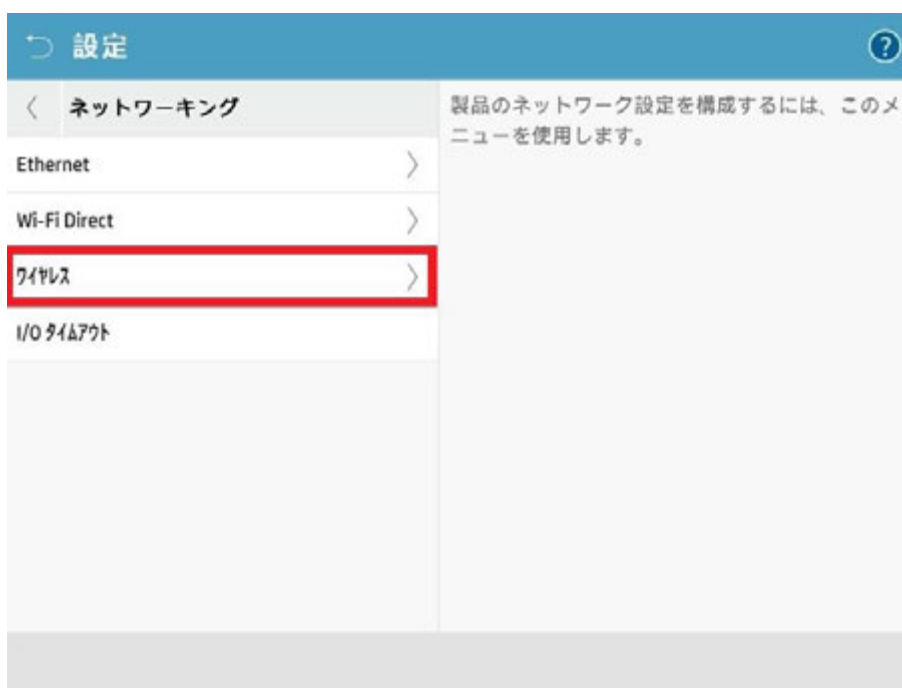 設定
?
ネットワーキング
Ethernet
Wi-Fi Direct
ﾜｲﾔﾚｽ
I/O ﾀｲﾑｱｳﾄ
製品のネットワーク設定を構成するには、このメ
ニューを使用します。